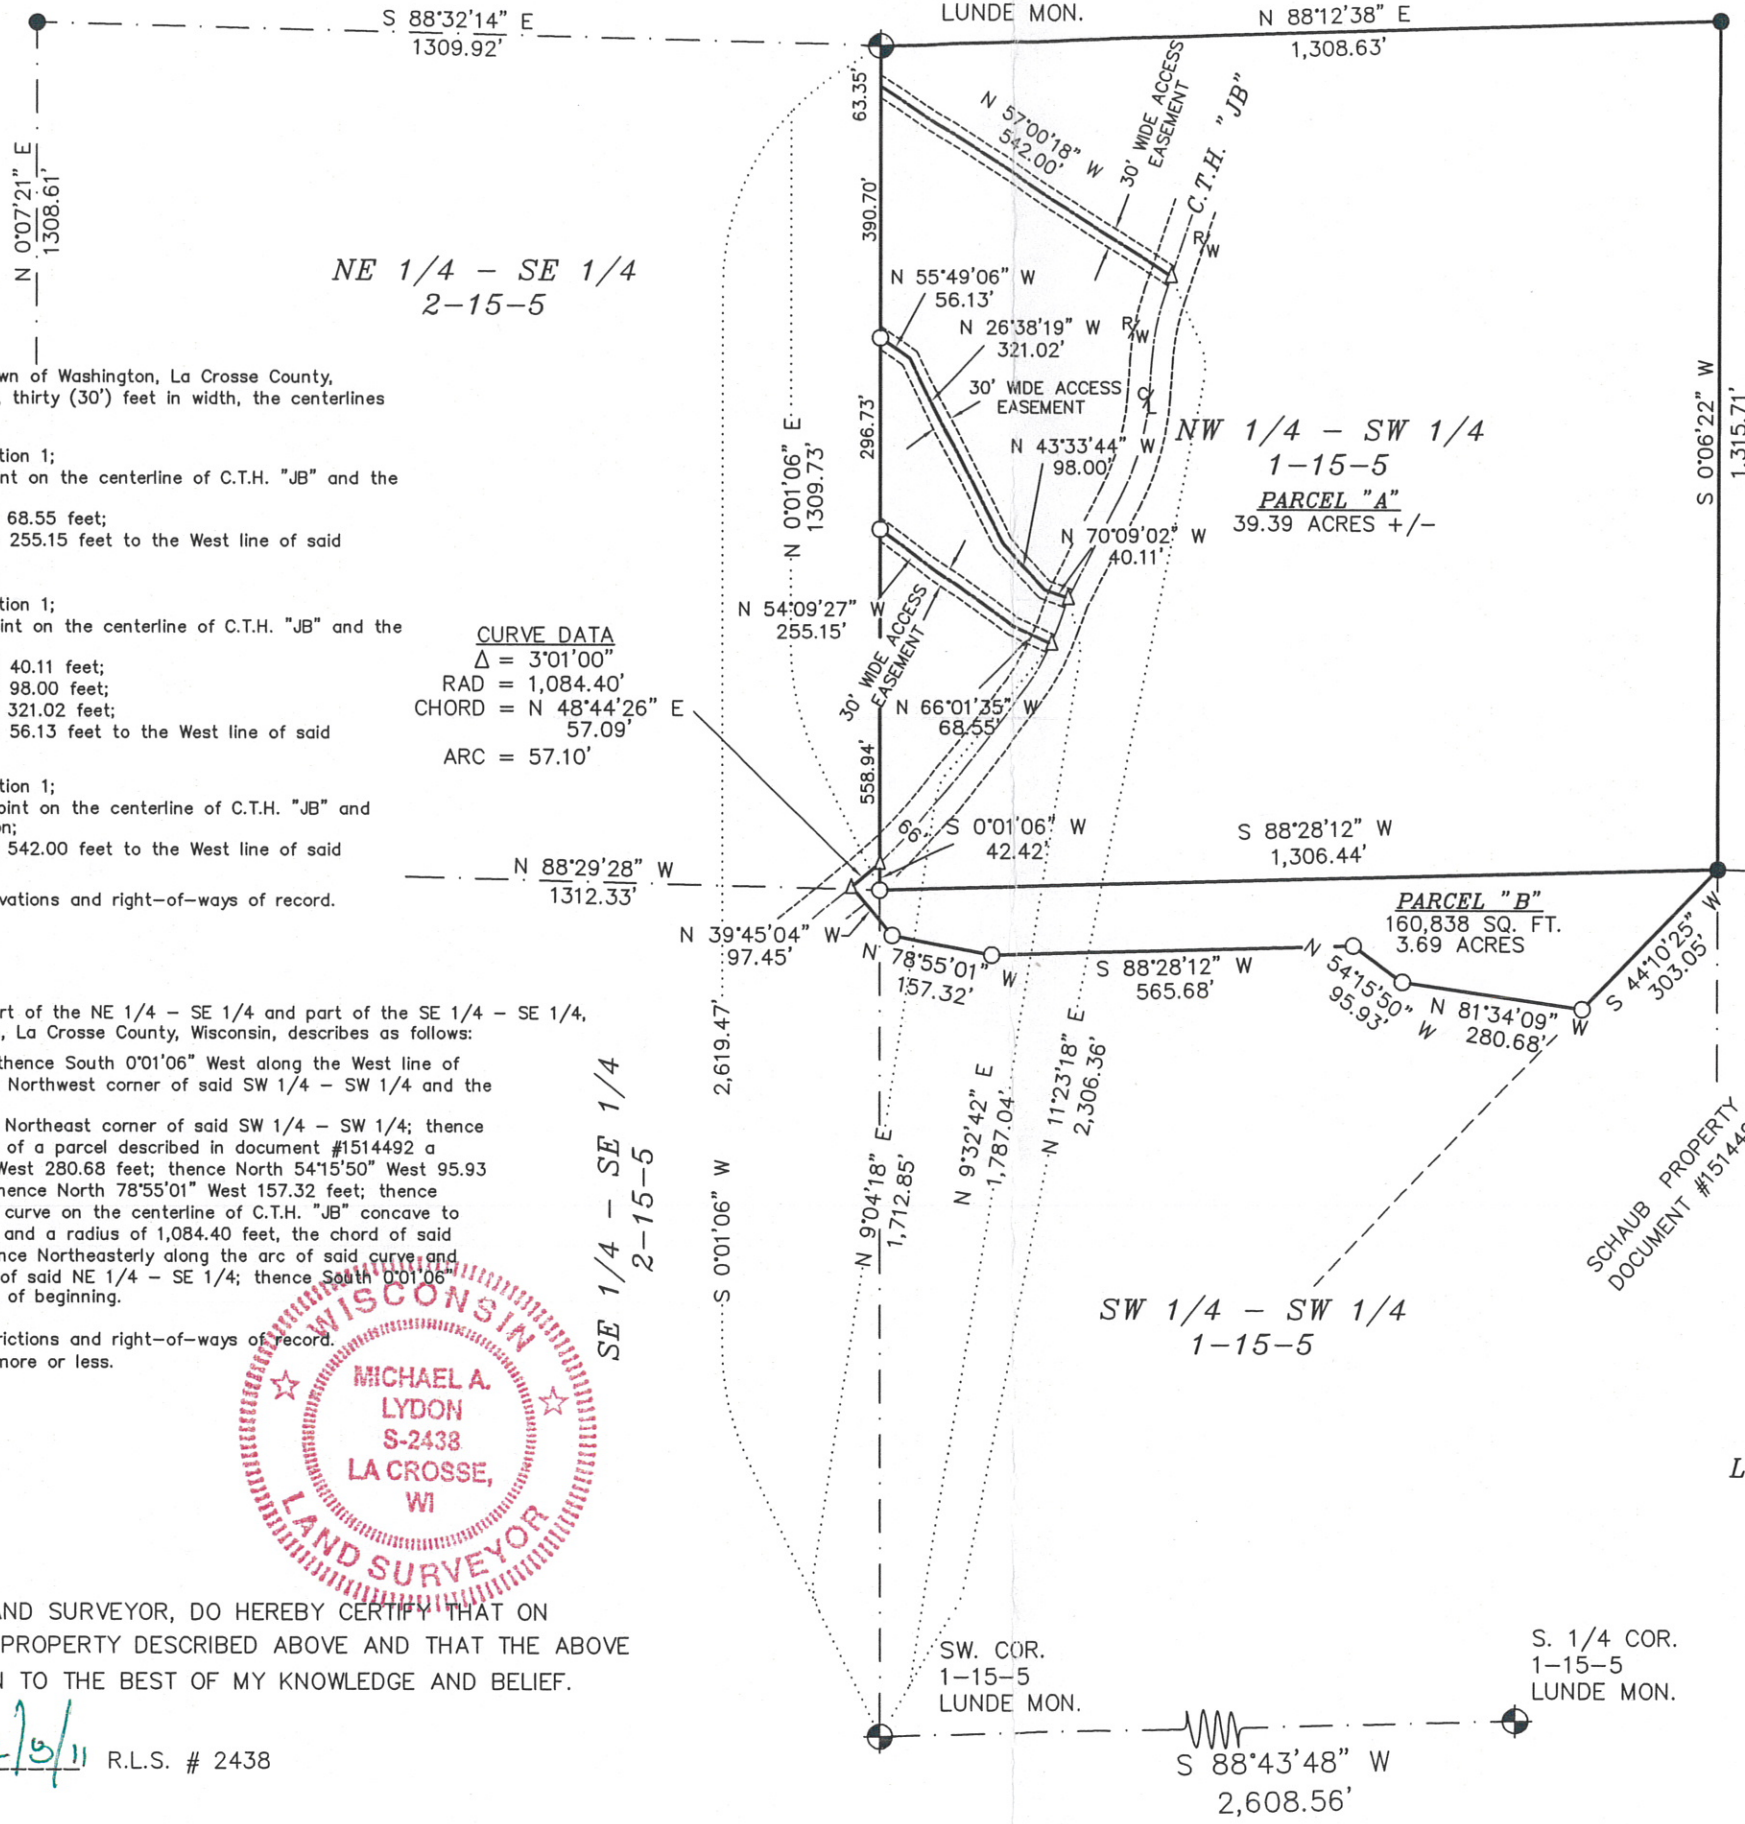 S 88°32'14" E
1309.92'
LUNDE MON.
N 88°12'38" E
1,308.63'
N 0°07'21" E
1308.61'
63.35'
N 57°00'18" W
542.00'
30' WIDE ACCESS
EASEMENT
C.T.H. "JB"
R/W
390.70'
NE 1/4 – SE 1/4
2–15–5
N 55°49'06" W
56.13'
N 26°38'19" W
321.02'
R/W
30' WIDE ACCESS
EASEMENT
C/L
N 43°33'44" W
98.00'
NW 1/4 – SW 1/4
1–15–5
PARCEL "A"
39.39 ACRES +/–
S 0°06'22" W
1,315.71'
296.73'
N 0°01'06" E
1309.73'
N 70°09'02" W
40.11'
N 54°09'27" W
255.15'
30' WIDE ACCESS
EASEMENT
N 66°01'35" W
68.55'
558.94'
wn of Washington, La Crosse County,
thirty (30') feet in width, the centerlines
tion 1;
nt on the centerline of C.T.H. "JB" and the
68.55 feet;
255.15 feet to the West line of said
tion 1;
int on the centerline of C.T.H. "JB" and the
40.11 feet;
98.00 feet;
321.02 feet;
56.13 feet to the West line of said
tion 1;
oint on the centerline of C.T.H. "JB" and
n;
542.00 feet to the West line of said
vations and right–of–ways of record.
CURVE DATA
Δ = 3°01'00"
RAD = 1,084.40'
CHORD = N 48°44'26" E
57.09'
ARC = 57.10'
66'
S 0°01'06" W
42.42'
S 88°28'12" W
1,306.44'
N 88°29'28" W
1312.33'
N 39°45'04" W
97.45'
N 78°55'01" W
157.32'
S 88°28'12" W
565.68'
PARCEL "B"
160,838 SQ. FT.
3.69 ACRES
N 54°15'50" W
95.93'
N 81°34'09" W
280.68'
S 44°10'25" W
303.05'
rt of the NE 1/4 – SE 1/4 and part of the SE 1/4 – SE 1/4,
, La Crosse County, Wisconsin, describes as follows:
thence South 0°01'06" West along the West line of
Northwest corner of said SW 1/4 – SW 1/4 and the
Northeast corner of said SW 1/4 – SW 1/4; thence
of a parcel described in document #1514492 a
West 280.68 feet; thence North 54°15'50" West 95.93
hence North 78°55'01" West 157.32 feet; thence
curve on the centerline of C.T.H. "JB" concave to
and a radius of 1,084.40 feet, the chord of said
nce Northeasterly along the arc of said curve and
of said NE 1/4 – SE 1/4; thence South 0°01'06"
of beginning.
rictions and right–of–ways of record.
more or less.
SE 1/4 – SE 1/4
2–15–5
2,619.47'
S 0°01'06" W
N 9°04'18" E
1,712.85'
N 9°32'42" E
1,787.04'
N 11°23'18" E
2,306.36'
SCHAUB PROPERTY
DOCUMENT #151449
SW 1/4 – SW 1/4
1–15–5
WISCONSIN
MICHAEL A.
LYDON
S-2438
LA CROSSE,
WI
LAND SURVEYOR
L
AND SURVEYOR, DO HEREBY CERTIFY THAT ON
PROPERTY DESCRIBED ABOVE AND THAT THE ABOVE
N TO THE BEST OF MY KNOWLEDGE AND BELIEF.
R.L.S. # 2438
SW. COR.
1–15–5
LUNDE MON.
S. 1/4 COR.
1–15–5
LUNDE MON.
S 88°43'48" W
2,608.56'